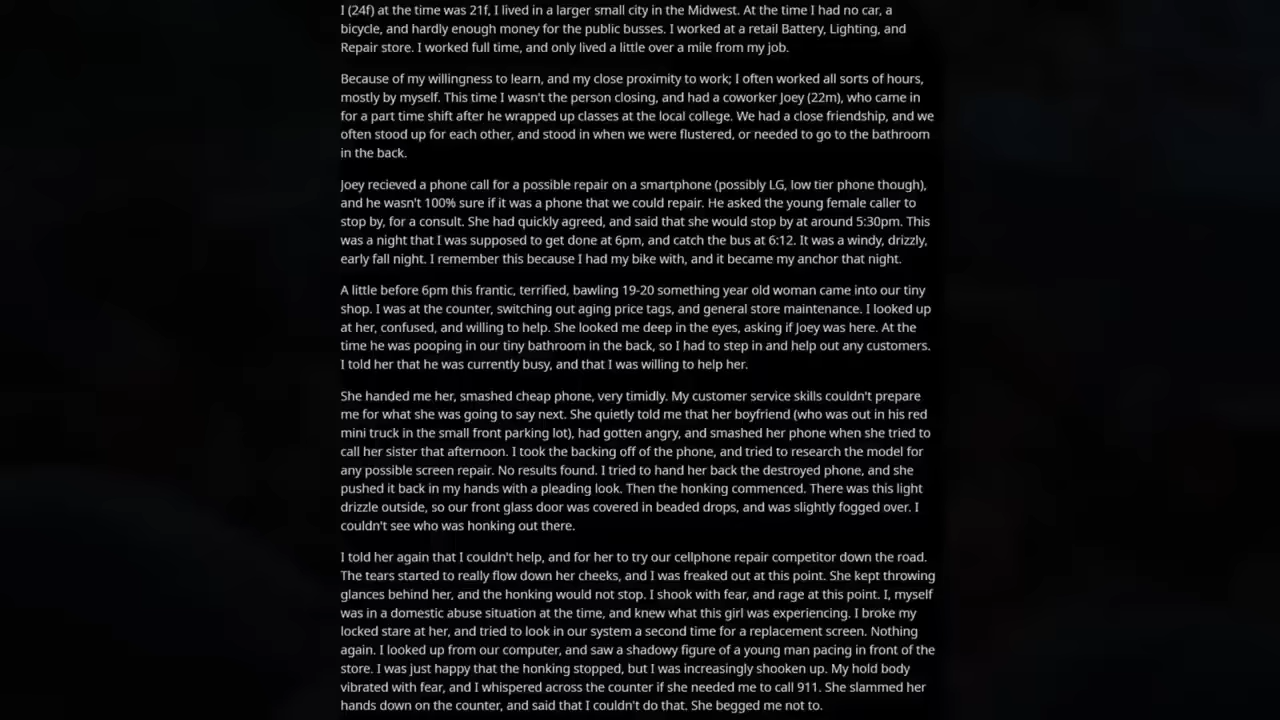 I (24f) at the time was 21f, I lived in a larger small city in the Midwest. At the time I had no car, a
bicycle, and hardly enough money for the public busses. I worked at a retail Battery, Lighting, and
Repair store. I worked full time, and only lived a little over a mile from my job.
Because of my willingness to learn, and my close proximity to work; I often worked all sorts of hours,
mostly by myself. This time I wasn't the person closing, and had a coworker Joey (22m), who came in
for a part time shift after he wrapped up classes at the local college. We had a close friendship, and we
often stood up for each other, and stood in when we were flustered, or needed to go to the bathroom
in the back.
Joey recieved a phone call for a possible repair on a smartphone (possibly LG, low tier phone though),
and he wasn't 100% sure if it was a phone that we could repair. He asked the young female caller to
stop by, for a consult. She had quickly agreed, and said that she would stop by at around 5:30pm. This
was a night that I was supposed to get done at 6pm, and catch the bus at 6:12. It was a windy, drizzly,
early fall night. I remember this because I had my bike with, and it became my anchor that night.
A little before 6pm this frantic, terrified, bawling 19-20 something year old woman came into our tiny
shop. I was at the counter, switching out aging price tags, and general store maintenance. I looked up
at her, confused, and willing to help. She looked me deep in the eyes, asking if Joey was here. At the
time he was pooping in our tiny bathroom in the back, so I had to step in and help out any customers.
I told her that he was currently busy, and that I was willing to help her.
She handed me her, smashed cheap phone, very timidly. My customer service skills couldn't prepare
me for what she was going to say next. She quietly told me that her boyfriend (who was out in his red
mini truck in the small front parking lot), had gotten angry, and smashed her phone when she tried to
call her sister that afternoon. I took the backing off of the phone, and tried to research the model for
any possible screen repair. No results found. I tried to hand her back the destroyed phone, and she
pushed it back in my hands with a pleading look. Then the honking commenced. There was this light
drizzle outside, so our front glass door was covered in beaded drops, and was slightly fogged over. I
couldn't see who was honking out there.
I told her again that I couldn't help, and for her to try our cellphone repair competitor down the road.
The tears started to really flow down her cheeks, and I was freaked out at this point. She kept throwing
glances behind her, and the honking would not stop. I shook with fear, and rage at this point. I, myself
was in a domestic abuse situation at the time, and knew what this girl was experiencing. I broke my
locked stare at her, and tried to look in our system a second time for a replacement screen. Nothing
again. I looked up from our computer, and saw a shadowy figure of a young man pacing in front of the
store. I was just happy that the honking stopped, but I was increasingly shooken up. My hold body
vibrated with fear, and I whispered across the counter if she needed me to call 911. She slammed her
hands down on the counter, and said that I couldn't do that. She begged me not to.